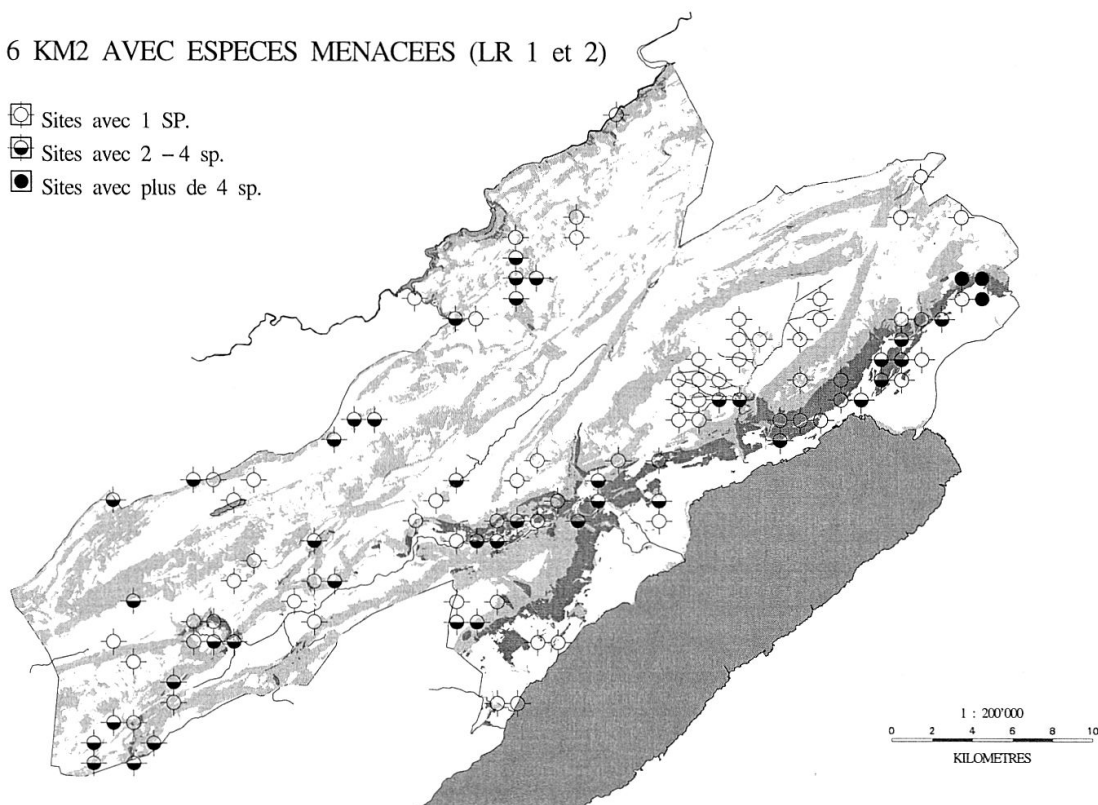 6 KM2 AVEC ESPECES MENACEES (LR 1 et 2)
Sites avec 1 SP.
Sites avec 2 – 4 sp.
Sites avec plus de 4 sp.
1 : 200'000
0 2 4 6 8 10
KILOMETRES